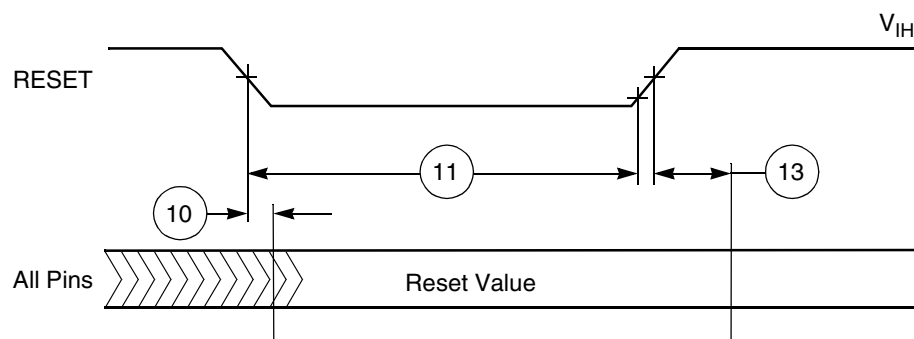 V_IH
RESET
11
13
10
All Pins
Reset Value